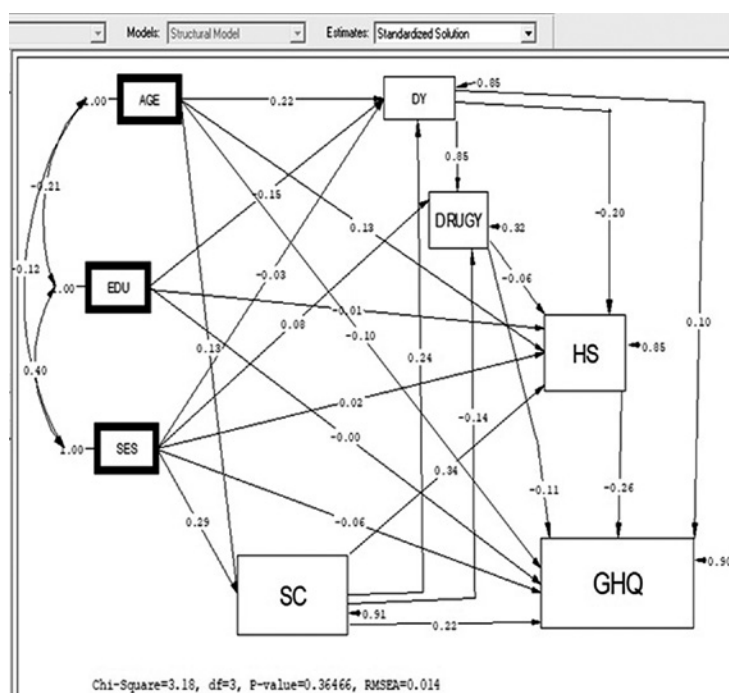 Models: Structural Model Estimates: Standardized Solution
1.00 AGE 0.22 DY 0.85
-0.21 0.85
-0.15 DRUGY 0.32
0.13 -0.20
-0.12 -0.03 -0.06
1.00 EDU -0.01 0.10
0.08 -0.10 HS 0.85
0.13 0.24
0.40 0.02 -0.00 -0.14
1.00 SES 0.34
-0.11 -0.26
0.29 -0.06
SC GHQ 0.90
0.91 0.22
Chi-Square=3.18, df=3, P-value=0.36466, RMSEA=0.014